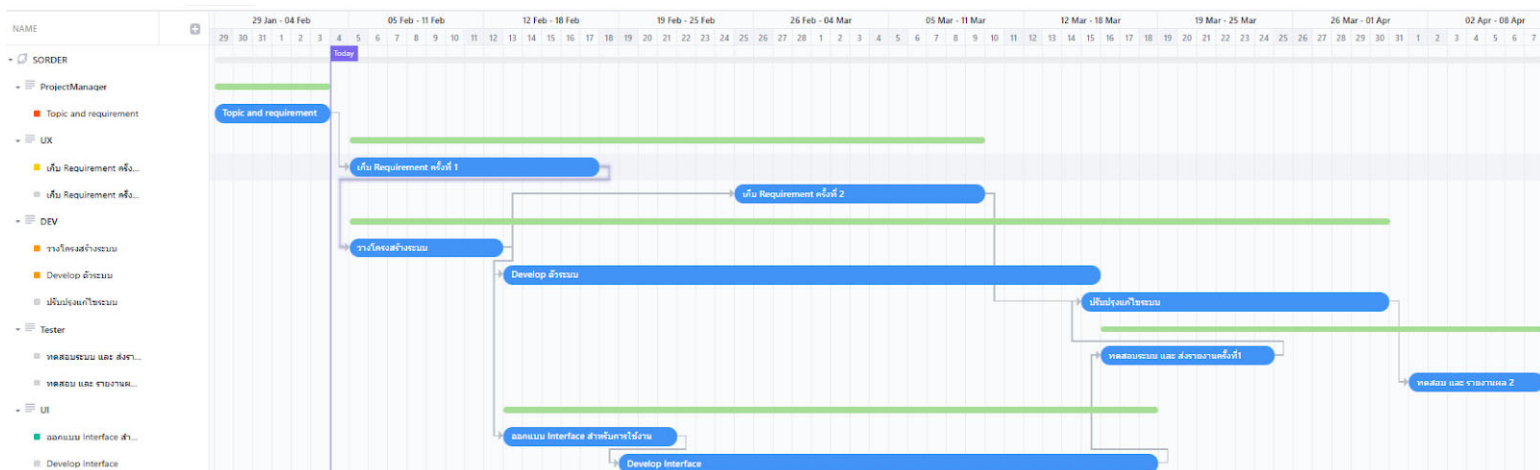 29 Jan - 04 Feb 05 Feb - 11 Feb 12 Feb - 18 Feb 19 Feb - 25 Feb 26 Feb - 04 Mar 05 Mar - 11 Mar 12 Mar - 18 Mar 19 Mar - 25 Mar 26 Mar - 01 Apr 02 Apr - 08 Apr
NAME
29 30 31 1 2 3 4 5 6 7 8 9 10 11 12 13 14 15 16 17 18 19 20 21 22 23 24 25 26 27 28 1 2 3 4 5 6 7 8 9 10 11 12 13 14 15 16 17 18 19 20 21 22 23 24 25 26 27 28 29 30 31 1 2 3 4 5 6 7
Today
SORDER
ProjectManager
Topic and requirement Topic and requirement
UX
เก็บ Requirement ครั้ง... เก็บ Requirement ครั้งที่ 1
เก็บ Requirement ครั้ง... เก็บ Requirement ครั้งที่ 2
DEV
วางโครงสร้างระบบ วางโครงสร้างระบบ
Develop ตัวระบบ Develop ตัวระบบ
ปรับปรุงแก้ไขระบบ ปรับปรุงแก้ไขระบบ
Tester
ทดสอบระบบ และ ส่งรา... ทดสอบระบบ และ ส่งรายงานครั้งที่1
ทดสอบ และ รายงานผ... ทดสอบ และ รายงานผล 2
UI
ออกแบบ Interface สำ... ออกแบบ Interface สำหรับการใช้งาน
Develop Interface Develop Interface